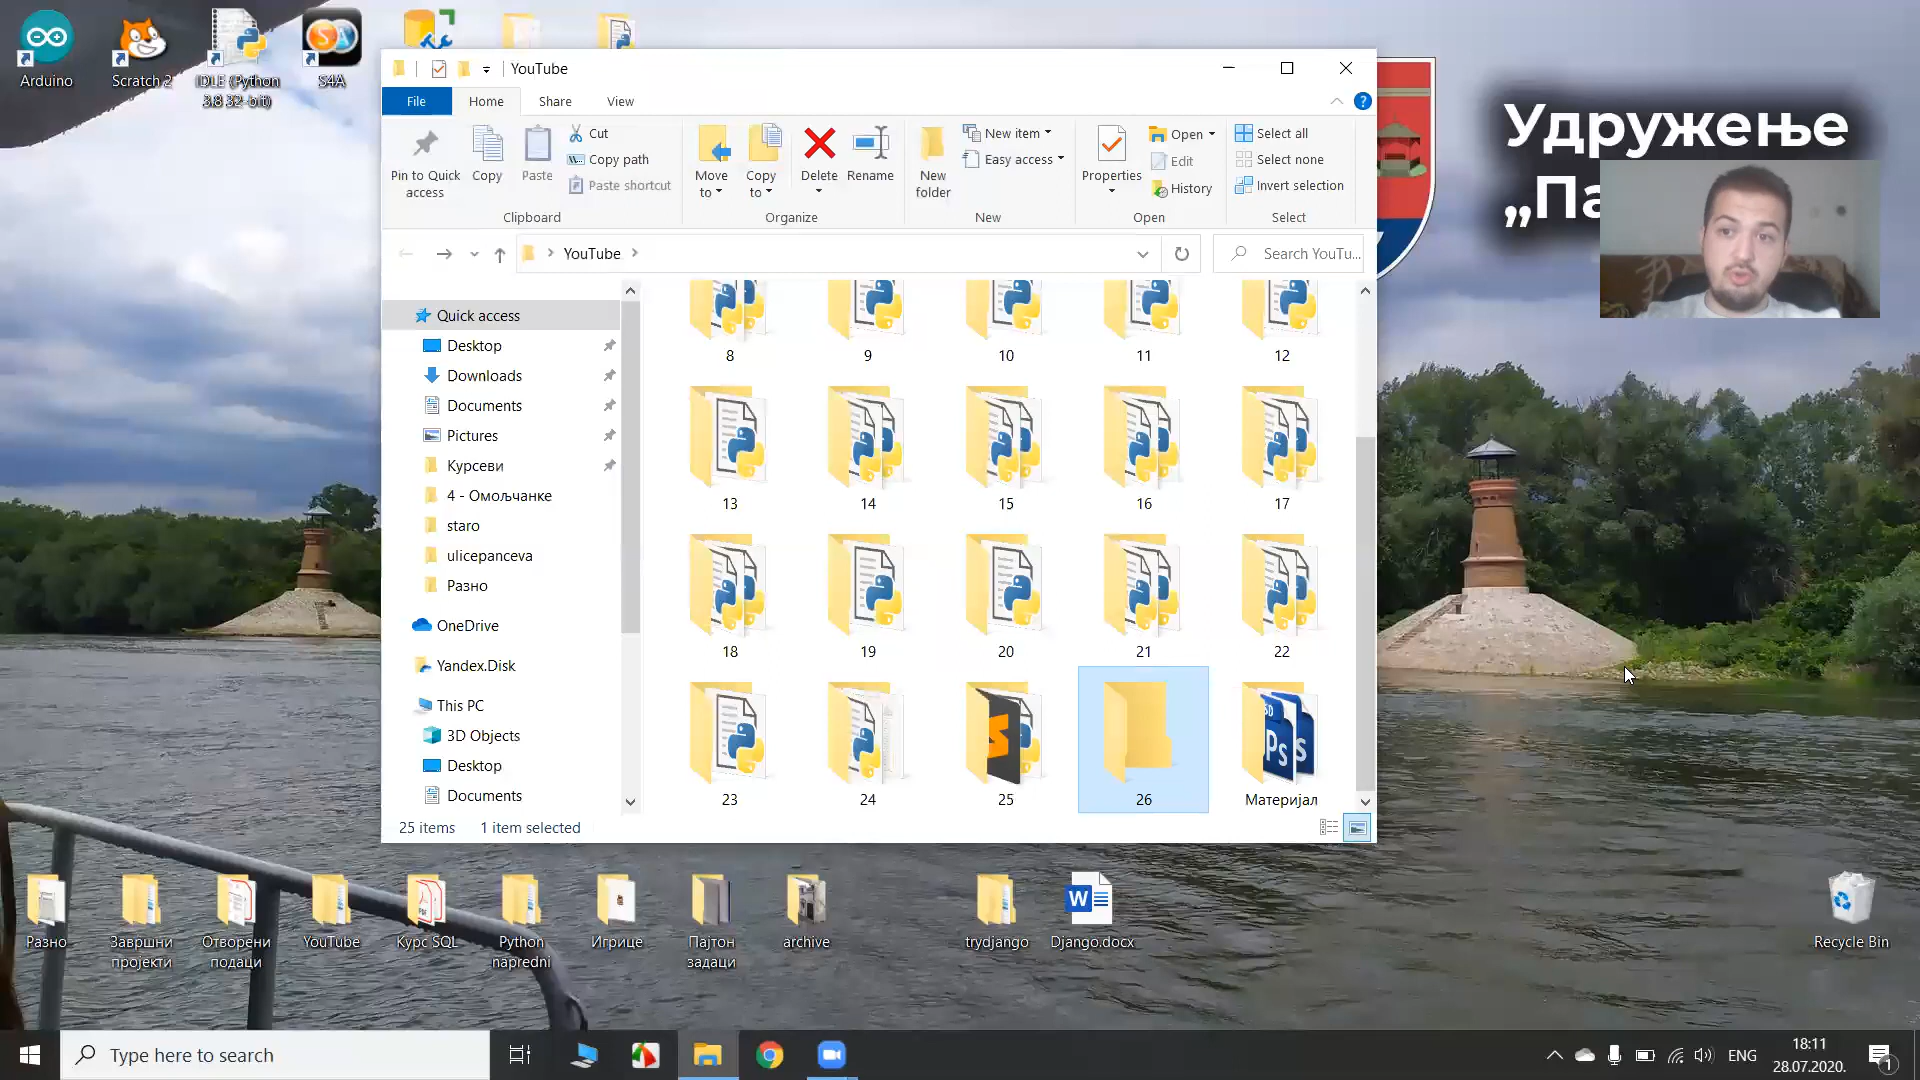 Arduino
Scratch 2
IDLE (Python
3.8 32-bit)
S4A
YouTube
File
Home
Share
View
Pin to Quick
access
Copy
Paste
Cut
Copy path
Paste shortcut
Clipboard
Move
to
Copy
to
Delete
Rename
Organize
New
folder
New item
Easy access
New
Properties
Open
Edit
History
Open
Select all
Select none
Invert selection
Select
YouTube
Search YouTu...
Quick access
Desktop
Downloads
Documents
Pictures
Курсеви
4 - Омољчанке
staro
ulicepanceva
Разно
OneDrive
Yandex.Disk
This PC
3D Objects
Desktop
Documents
8
9
10
11
12
13
14
15
16
17
18
19
20
21
22
23
24
25
26
Материјал
25 items
1 item selected
Удружење
Разно
Завршни
пројекти
Отворени
подаци
YouTube
Курс SQL
Python
napredni
Игрице
Пајтон
задаци
archive
trydjango
Django.docx
Recycle Bin
Type here to search
ENG
18:11
28.07.2020.
1